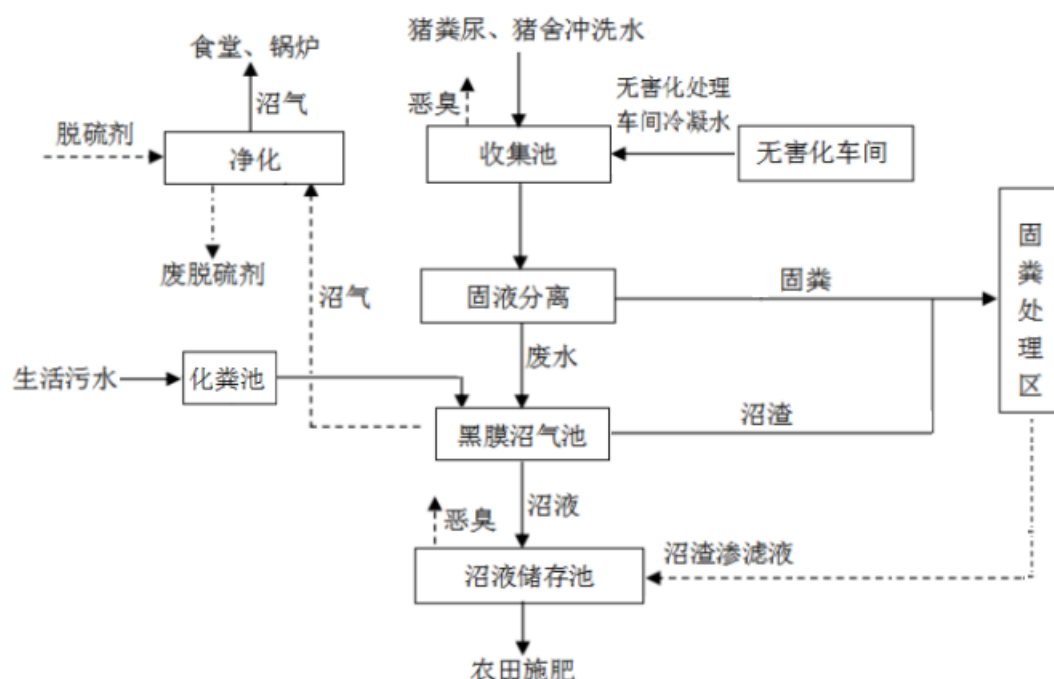 猪粪尿、猪舍冲洗水
食堂、锅炉
沼气
恶臭
无害化处理
车间冷凝水
脱硫剂
净化
收集池
无害化车间
废脱硫剂
沼气
固液分离
固粪
固粪处理区
废水
生活污水
化粪池
黑膜沼气池
沼渣
沼液
恶臭
沼渣渗滤液
沼液储存池
农田施肥